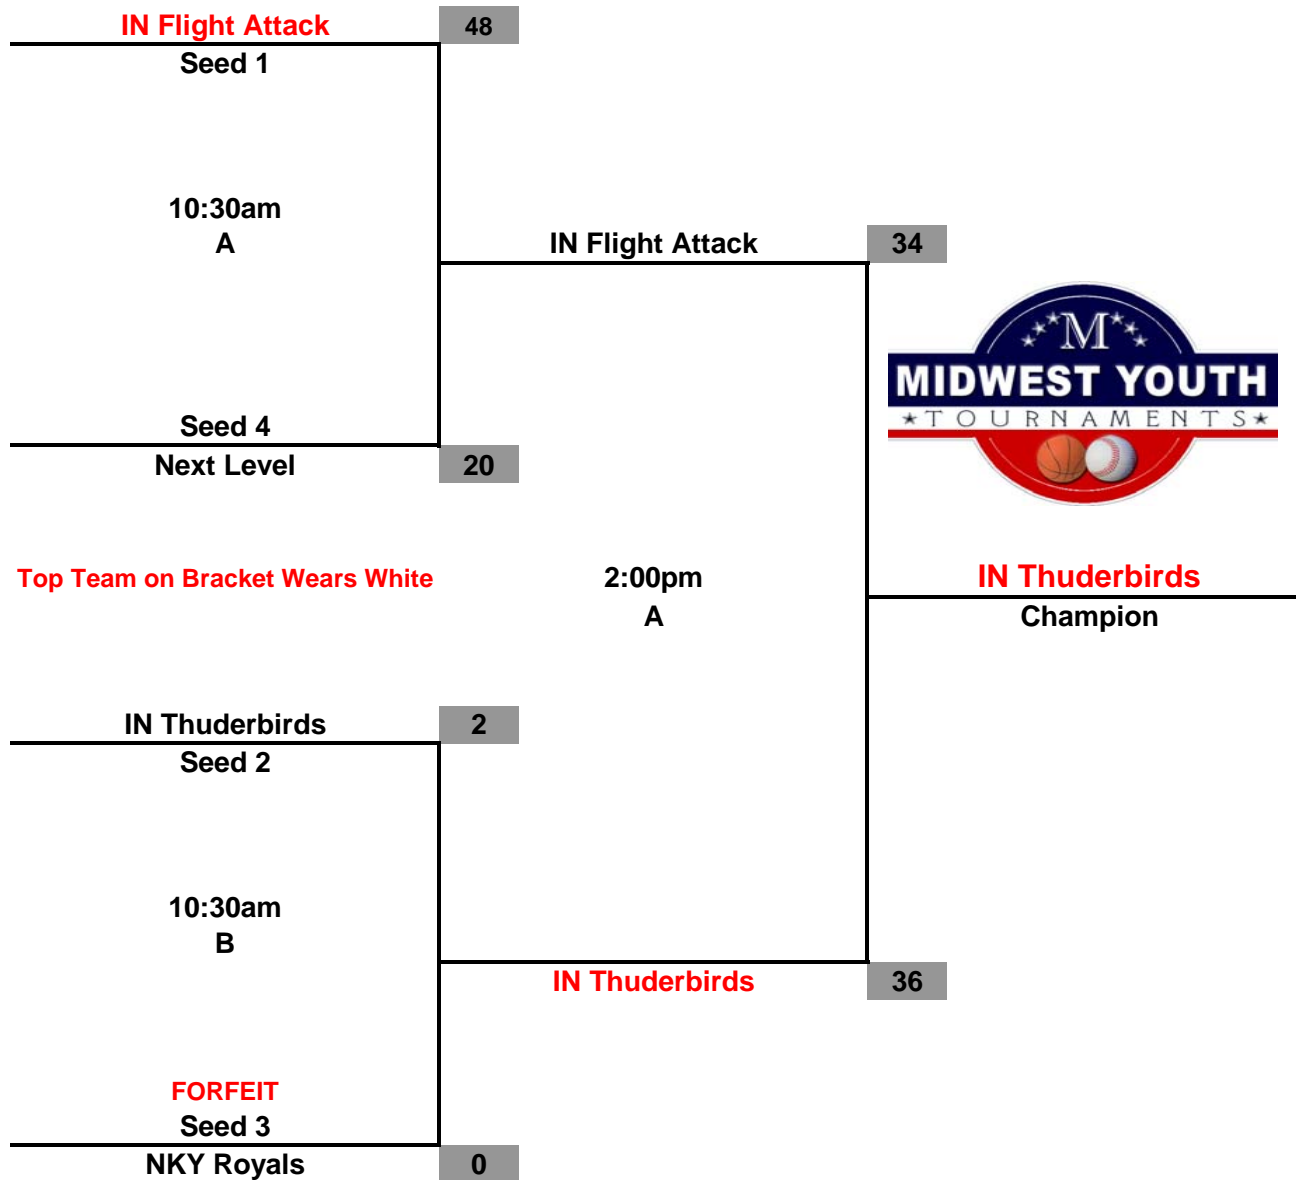 IN Flight Attack 48
Seed 1
10:30am
A
IN Flight Attack 34
M
MIDWEST YOUTH
TOURNAMENTS
Seed 4
Next Level 20
Top Team on Bracket Wears White
2:00pm
A
IN Thuderbirds
Champion
IN Thuderbirds 2
Seed 2
10:30am
B
IN Thuderbirds 36
FORFEIT
Seed 3
NKY Royals 0